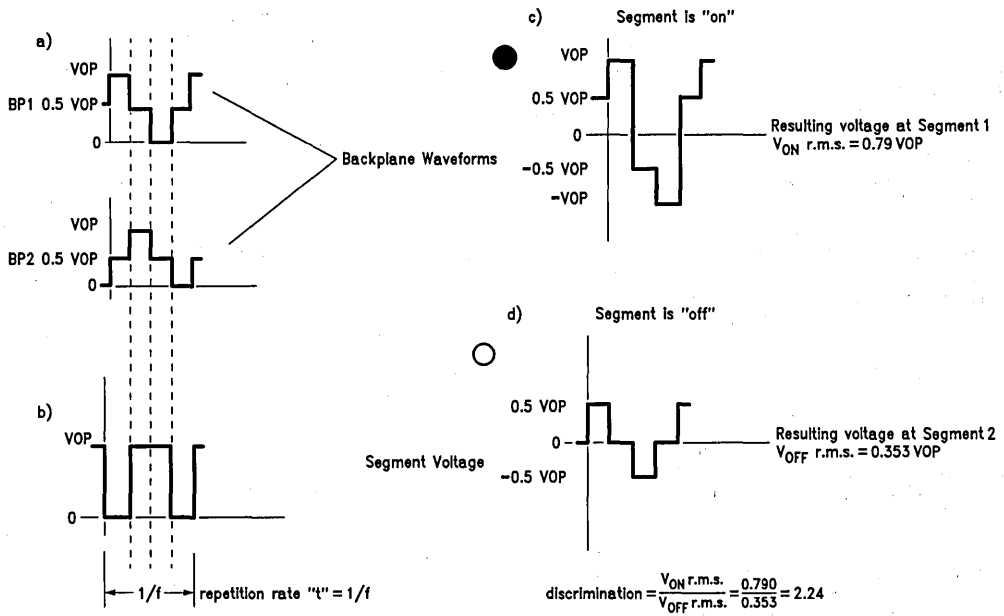 a)
VOP
BP1 0.5 VOP
0
Backplane Waveforms
VOP
BP2 0.5 VOP
0
b)
VOP
0
Segment Voltage
1/f
repetition rate "t" = 1/f
c)
Segment is "on"
VOP
0.5 VOP
0
-0.5 VOP
-VOP
Resulting voltage at Segment 1
VON r.m.s. = 0.79 VOP
d)
Segment is "off"
0.5 VOP
0
-0.5 VOP
Resulting voltage at Segment 2
VOFF r.m.s. = 0.353 VOP
discrimination = VON r.m.s. / VOFF r.m.s. = 0.790 / 0.353 = 2.24